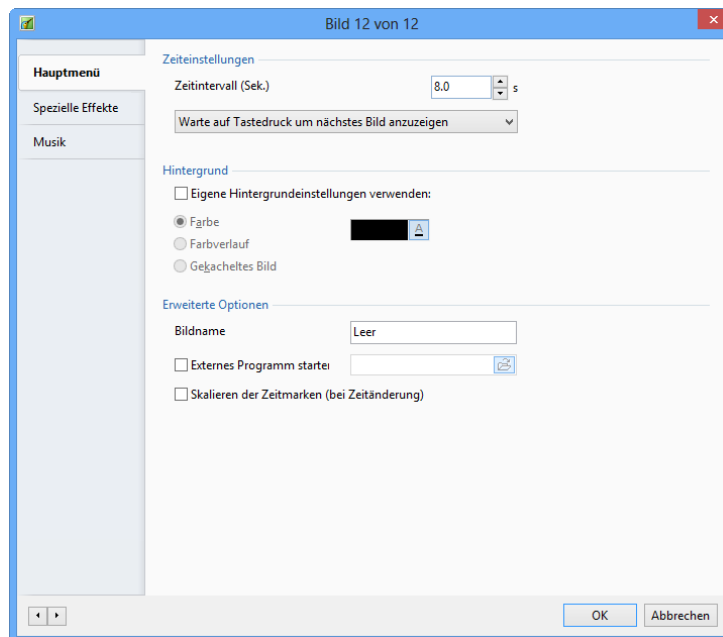 Bild 12 von 12
Hauptmenü
Spezielle Effekte
Musik
Zeiteinstellungen
Zeitintervall (Sek.) 8.0 s
Warte auf Tastedruck um nächstes Bild anzuzeigen
Hintergrund
Eigene Hintergrundeinstellungen verwenden:
Farbe A
Farbverlauf
Gekacheltes Bild
Erweiterte Optionen
Bildname Leer
Externes Programm starten
Skalieren der Zeitmarken (bei Zeitänderung)
OK Abbrechen